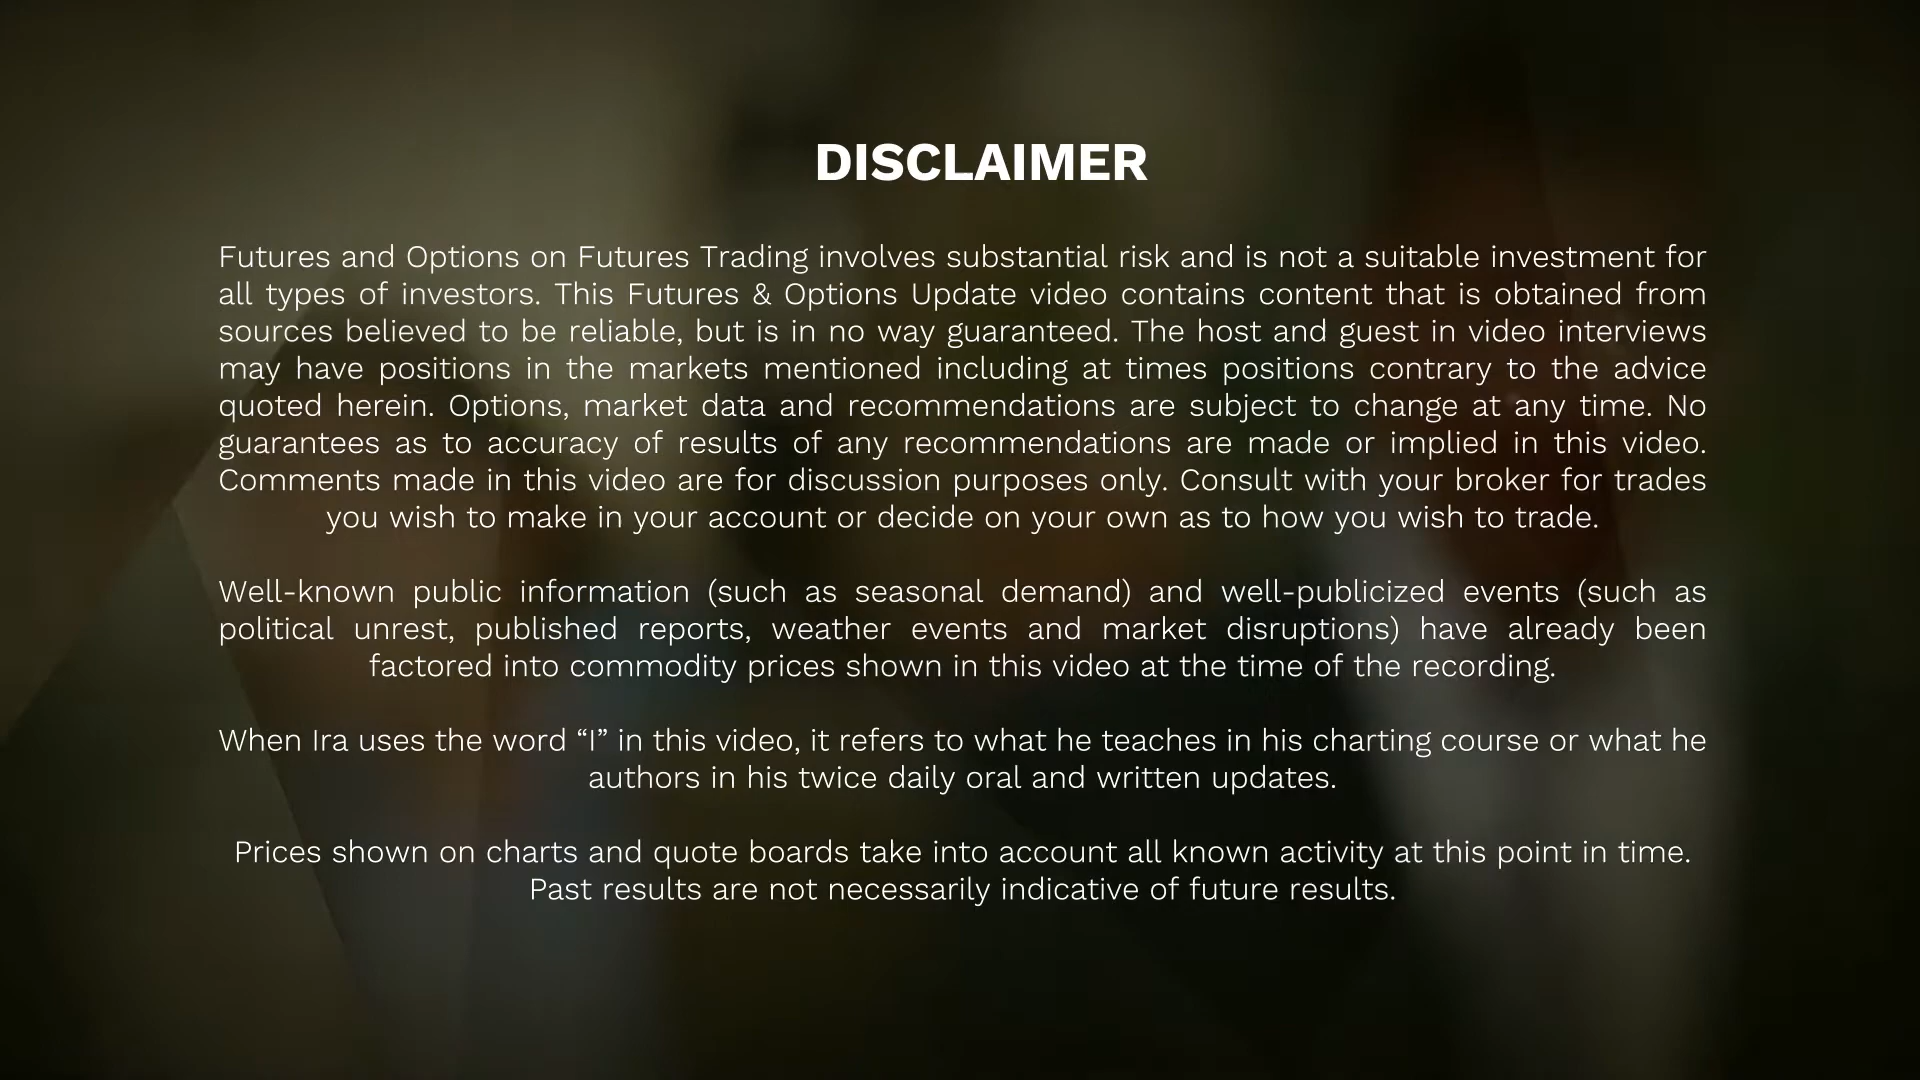 DISCLAIMER
Futures and Options on Futures Trading involves substantial risk and is not a suitable investment for
all types of investors. This Futures & Options Update video contains content that is obtained from
sources believed to be reliable, but is in no way guaranteed. The host and guest in video interviews
may have positions in the markets mentioned including at times positions contrary to the advice
quoted herein. Options, market data and recommendations are subject to change at any time. No
guarantees as to accuracy of results of any recommendations are made or implied in this video.
Comments made in this video are for discussion purposes only. Consult with your broker for trades
you wish to make in your account or decide on your own as to how you wish to trade.
Well-known public information (such as seasonal demand) and well-publicized events (such as
political unrest, published reports, weather events and market disruptions) have already been
factored into commodity prices shown in this video at the time of the recording.
When Ira uses the word “I” in this video, it refers to what he teaches in his charting course or what he
authors in his twice daily oral and written updates.
Prices shown on charts and quote boards take into account all known activity at this point in time.
Past results are not necessarily indicative of future results.